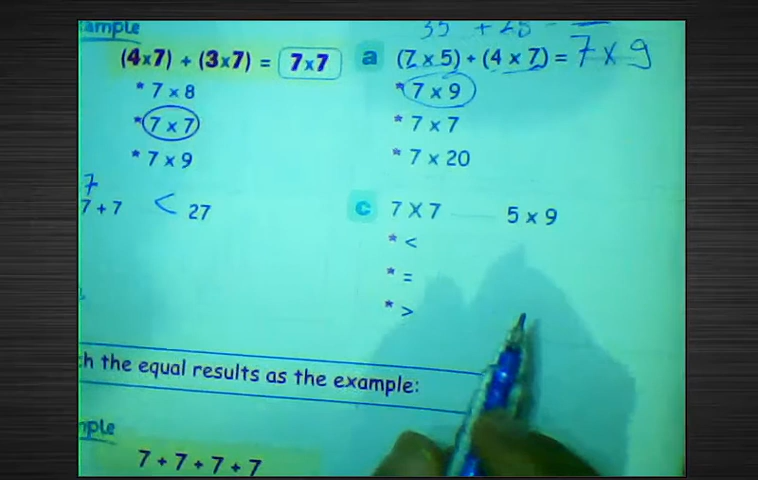 ample
(4x7) + (3x7) = 7x7
* 7 x 8
* 7 x 7
* 7 x 9
7
7 + 7 < 27
35 + 28
a (7 x 5) + (4 x 7) = 7 x 9
* 7 x 9
* 7 x 7
* 7 x 20
c 7 X 7 ___ 5 x 9
* <
* =
* >
ch the equal results as the example:
mple
7 + 7 + 7 + 7